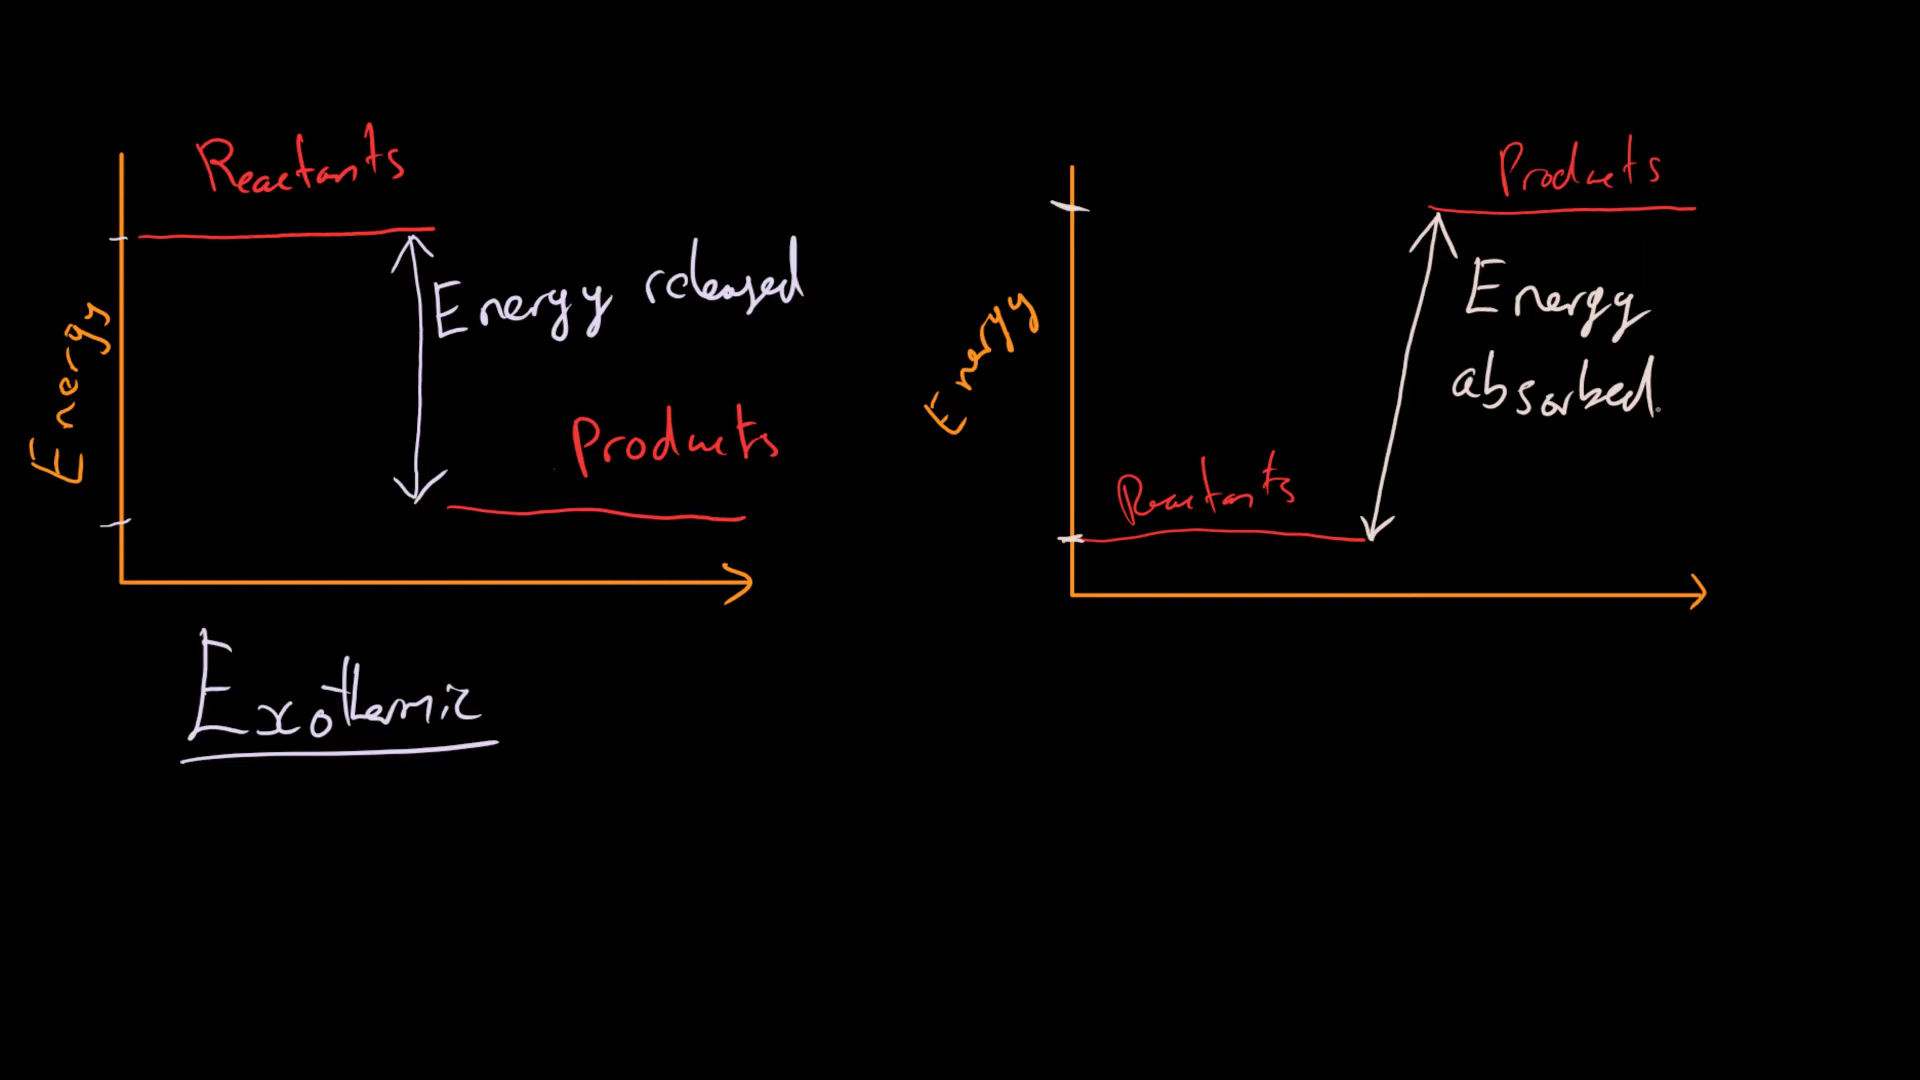 Reactants
Energy released
Energy
Products
Exothermic
Products
Energy
absorbed.
Energy
Reactants